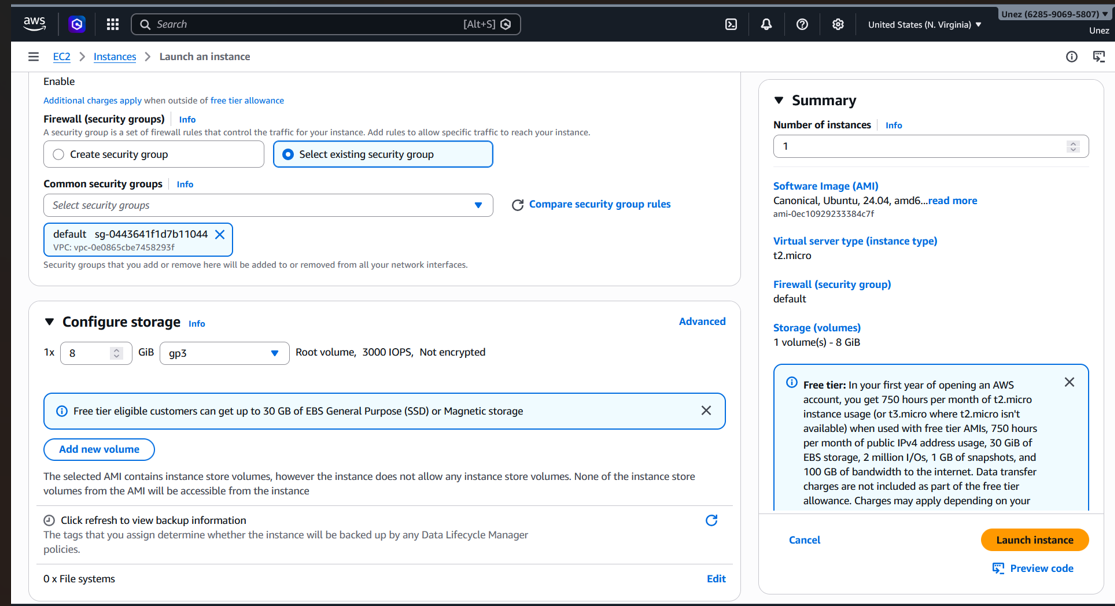 aws
Search [Alt+S]
United States (N. Virginia) ▼
Unez (6285-9069-5807) ▼
Unez
EC2 > Instances > Launch an instance
Enable
Additional charges apply when outside of free tier allowance
Firewall (security groups) | Info
A security group is a set of firewall rules that control the traffic for your instance. Add rules to allow specific traffic to reach your instance.
Create security group
Select existing security group
Common security groups | Info
Select security groups
Compare security group rules
default sg-0443641f1d7b11044
VPC: vpc-0e0865cbe7458293f
Security groups that you add or remove here will be added to or removed from all your network interfaces.
Configure storage Info
Advanced
1x 8 GiB gp3 Root volume, 3000 IOPS, Not encrypted
Free tier eligible customers can get up to 30 GB of EBS General Purpose (SSD) or Magnetic storage
Add new volume
The selected AMI contains instance store volumes, however the instance does not allow any instance store volumes. None of the instance store
volumes from the AMI will be accessible from the instance
Click refresh to view backup information
The tags that you assign determine whether the instance will be backed up by any Data Lifecycle Manager
policies.
0 x File systems
Edit
Summary
Number of instances | Info
1
Software Image (AMI)
Canonical, Ubuntu, 24.04, amd6...read more
ami-0ec10929233384c7f
Virtual server type (instance type)
t2.micro
Firewall (security group)
default
Storage (volumes)
1 volume(s) - 8 GiB
Free tier: In your first year of opening an AWS
account, you get 750 hours per month of t2.micro
instance usage (or t3.micro where t2.micro isn't
available) when used with free tier AMIs, 750 hours
per month of public IPv4 address usage, 30 GiB of
EBS storage, 2 million I/Os, 1 GB of snapshots, and
100 GB of bandwidth to the internet. Data transfer
charges are not included as part of the free tier
allowance. Charges may apply depending on your
Cancel
Launch instance
Preview code